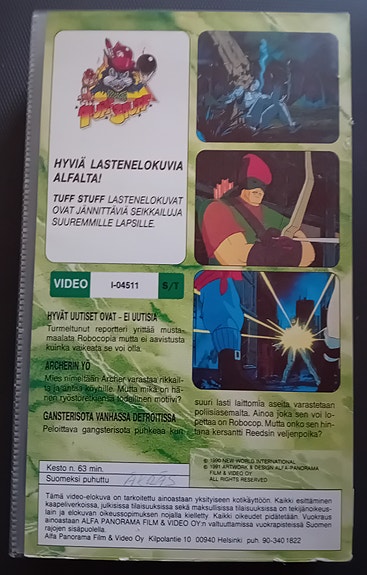 TUFF STUFF
HYVIÄ LASTENELOKUVIA
ALFALTA!
TUFF STUFF LASTENELOKUVAT
OVAT JÄNNITTÄVIÄ SEIKKAILUJA
SUUREMMILLE LAPSILLE.
VIDEO I-04511 S/T
HYVÄT UUTISET OVAT – EI UUTISIA
Turmeltunut reportteri yrittää musta-
maalata Robocopia mutta ei aavistusta
kuinka vaikeata se voi olla.
ARCHERIN YÖ
Mies nimeltään Archer varastaa rikkail-
ta ja antaa köyhille. Mutta mikä on hä-
nen ryöstöretkiensä todellinen motiivi?
GANGSTERISOTA VANHASSA DETROITISSA
Pelottava gangsterisota puhkeaa kun
suuri lasti laittomia aseita varastetaan
poliisiasemalta. Ainoa joka sen voi lo-
pettaa on Robocop. Mutta onko sen hin-
tana kersantti Reedsin veljenpoika?
Kesto n. 63 min.
Suomeksi puhuttu
© 1990 NEW WORLD INTERNATIONAL
© 1991 ARTWORK & DESIGN ALFA-PANORAMA
FILM & VIDEO OY.
ALL RIGHTS RESERVED
Tämä video-elokuva on tarkoitettu ainoastaan yksityiseen kotikäyttöön. Kaikki esittäminen
kaapeliverkoissa, julkisissa tilaisuuksissa sekä maksullisissa tilaisuuksissa on tekijänoikeus-
lain ja elokuvan oikeussopimuksen nojalla kielletty. Kaikki oikeudet pidätetään. Vuokraus
ainoastaan ALFA PANORAMA FILM & VIDEO OY:n valtuuttamissa vuokrapisteissä Suomen
rajojen sisäpuolella.
Alfa Panorama Film & Video Oy Kilpolantie 10 00940 Helsinki puh 90-340 1822